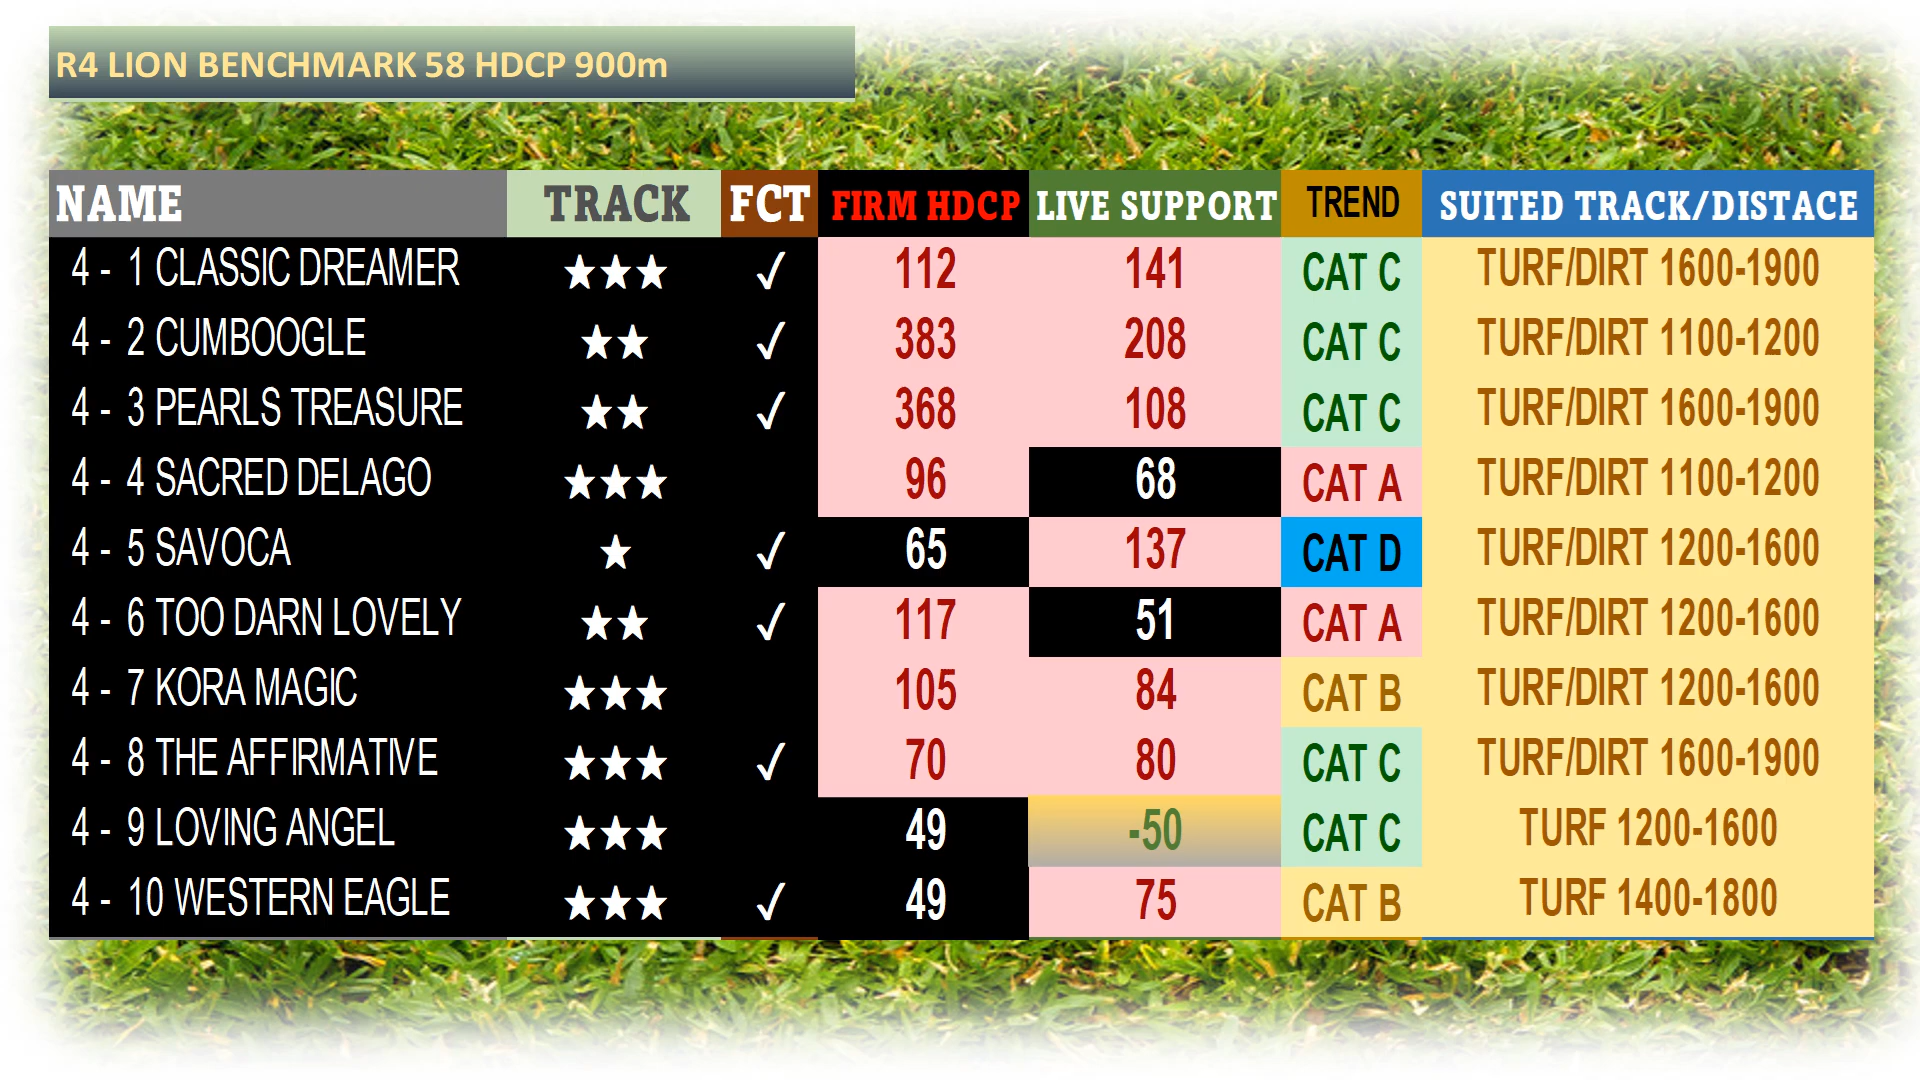 R4 LION BENCHMARK 58 HDCP 900m
NAME TRACK FCT FIRM HDCP LIVE SUPPORT TREND SUITED TRACK/DISTACE
4 - 1 CLASSIC DREAMER ★★★ ✓ 112 141 CAT C TURF/DIRT 1600-1900
4 - 2 CUMBOOGLE ★★ ✓ 383 208 CAT C TURF/DIRT 1100-1200
4 - 3 PEARLS TREASURE ★★ ✓ 368 108 CAT C TURF/DIRT 1600-1900
4 - 4 SACRED DELAGO ★★★ 96 68 CAT A TURF/DIRT 1100-1200
4 - 5 SAVOCA ★ ✓ 65 137 CAT D TURF/DIRT 1200-1600
4 - 6 TOO DARN LOVELY ★★ ✓ 117 51 CAT A TURF/DIRT 1200-1600
4 - 7 KORA MAGIC ★★★ 105 84 CAT B TURF/DIRT 1200-1600
4 - 8 THE AFFIRMATIVE ★★★ ✓ 70 80 CAT C TURF/DIRT 1600-1900
4 - 9 LOVING ANGEL ★★★ 49 -50 CAT C TURF 1200-1600
4 - 10 WESTERN EAGLE ★★★ ✓ 49 75 CAT B TURF 1400-1800